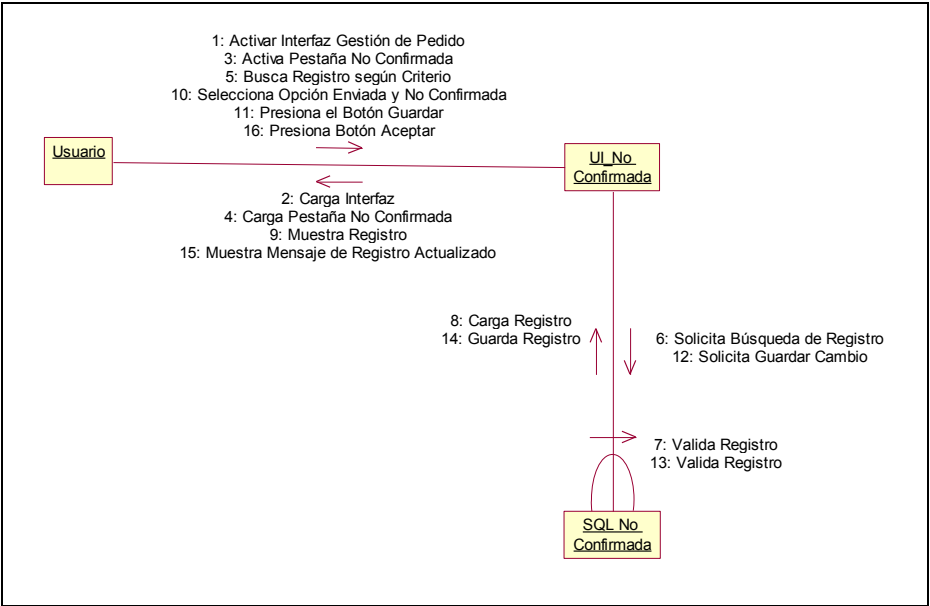 1: Activar Interfaz Gestión de Pedido
3: Activa Pestaña No Confirmada
5: Busca Registro según Criterio
10: Selecciona Opción Enviada y No Confirmada
11: Presiona el Botón Guardar
16: Presiona Botón Aceptar
Usuario
UI_No
Confirmada
2: Carga Interfaz
4: Carga Pestaña No Confirmada
9: Muestra Registro
15: Muestra Mensaje de Registro Actualizado
8: Carga Registro
14: Guarda Registro
6: Solicita Búsqueda de Registro
12: Solicita Guardar Cambio
7: Valida Registro
13: Valida Registro
SQL_No
Confirmada